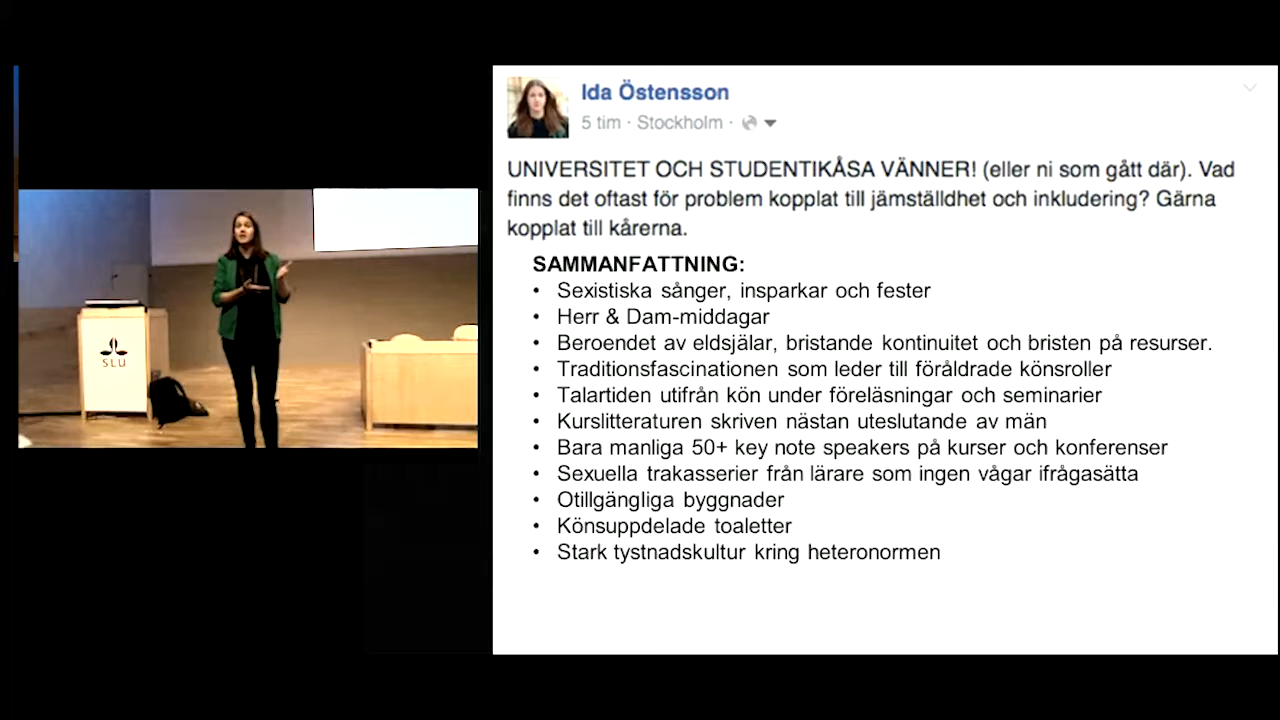 SLU
Ida Östensson
5 tim · Stockholm ·
UNIVERSITET OCH STUDENTIKÅSA VÄNNER! (eller ni som gått där). Vad
finns det oftast för problem kopplat till jämställdhet och inkludering? Gärna
kopplat till kårerna.
SAMMANFATTNING:
• Sexistiska sånger, insparkar och fester
• Herr & Dam-middagar
• Beroendet av eldsjälar, bristande kontinuitet och bristen på resurser.
• Traditionsfascinationen som leder till föråldrade könsroller
• Talartiden utifrån kön under föreläsningar och seminarier
• Kurslitteraturen skriven nästan uteslutande av män
• Bara manliga 50+ key note speakers på kurser och konferenser
• Sexuella trakasserier från lärare som ingen vågar ifrågasätta
• Otillgängliga byggnader
• Könsuppdelade toaletter
• Stark tystnadskultur kring heteronormen